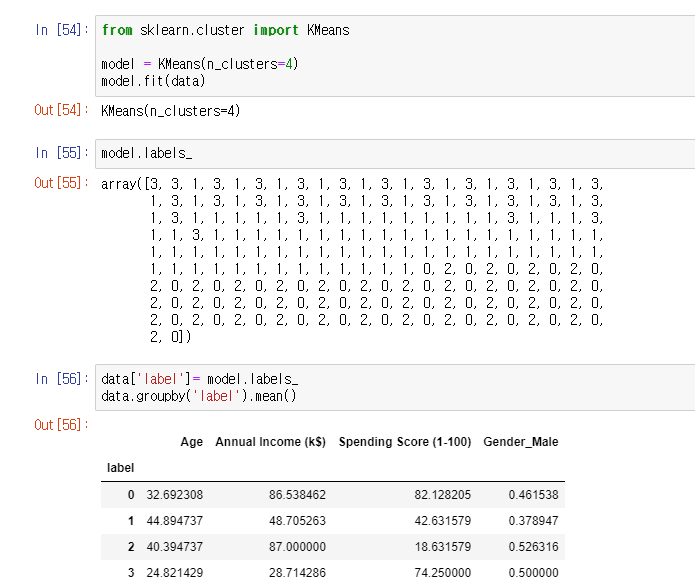 In [54]: from sklearn.cluster import KMeans
model = KMeans(n_clusters=4)
model.fit(data)
Out[54]: KMeans(n_clusters=4)
In [55]: model.labels_
Out[55]: array([3, 3, 1, 3, 1, 3, 1, 3, 1, 3, 1, 3, 1, 3, 1, 3, 1, 3, 1, 3, 1, 3,
1, 3, 1, 3, 1, 3, 1, 3, 1, 3, 1, 3, 1, 3, 1, 3, 1, 3, 1, 3, 1, 3,
1, 3, 1, 1, 1, 1, 1, 3, 1, 1, 1, 1, 1, 1, 1, 1, 1, 3, 1, 1, 1, 3,
1, 1, 3, 1, 1, 1, 1, 1, 1, 1, 1, 1, 1, 1, 1, 1, 1, 1, 1, 1, 1, 1,
1, 1, 1, 1, 1, 1, 1, 1, 1, 1, 1, 1, 1, 1, 1, 1, 1, 1, 1, 1, 1, 1,
1, 1, 1, 1, 1, 1, 1, 1, 1, 1, 1, 1, 1, 0, 2, 0, 2, 0, 2, 0, 2, 0,
2, 0, 2, 0, 2, 0, 2, 0, 2, 0, 2, 0, 2, 0, 2, 0, 2, 0, 2, 0, 2, 0,
2, 0, 2, 0, 2, 0, 2, 0, 2, 0, 2, 0, 2, 0, 2, 0, 2, 0, 2, 0, 2, 0,
2, 0, 2, 0, 2, 0, 2, 0, 2, 0, 2, 0, 2, 0, 2, 0, 2, 0, 2, 0, 2, 0,
2, 0])
In [56]: data['label']= model.labels_
data.groupby('label').mean()
Out[56]:
Age Annual Income (k$) Spending Score (1-100) Gender_Male
label
0 32.692308 86.538462 82.128205 0.461538
1 44.894737 48.705263 42.631579 0.378947
2 40.394737 87.000000 18.631579 0.526316
3 24.821429 28.714286 74.250000 0.500000